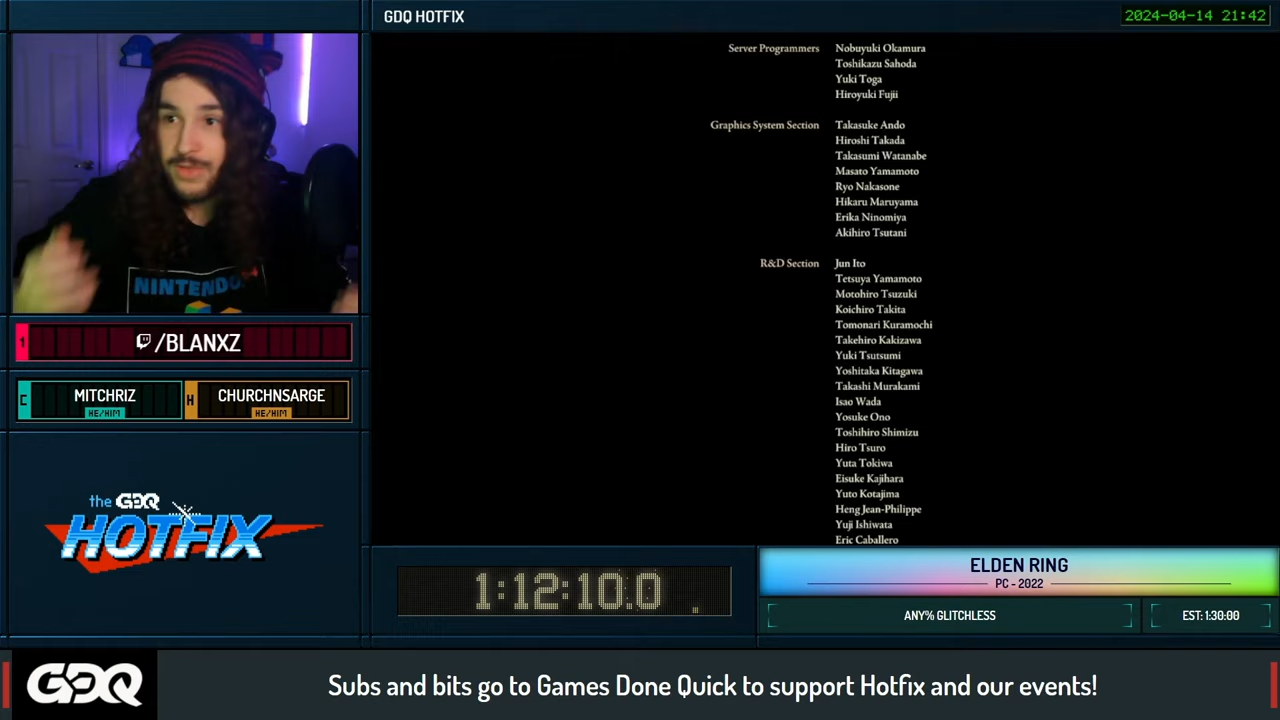 GDQ HOTFIX
2024-04-14 21:42
Server Programmers Nobuyuki Okamura
Toshikazu Sahoda
Yuki Toga
Hiroyuki Fujii
Graphics System Section Takasuke Ando
Hiroshi Takada
Takasumi Watanabe
Masato Yamamoto
Ryo Nakasone
Hikaru Maruyama
Erika Ninomiya
Akihiro Tsutani
R&D Section Jun Ito
Tetsuya Yamamoto
Motohiro Tsuzuki
Koichiro Takita
Tomonari Kuramochi
Takehiro Kakizawa
Yuki Tsutsumi
Yoshitaka Kitagawa
Takashi Murakami
Isao Wada
Yosuke Ono
Toshihiro Shimizu
Hiro Tsuro
Yuta Tokiwa
Eisuke Kajihara
Yuto Kotajima
Heng Jean-Philippe
Yuji Ishiwata
Eric Caballero
NINTENDO
1 /BLANXZ
C MITCHRIZ HE/HIM
H CHURCHNSARGE HE/HIM
the GDQ
HOTFIX
1:12:10.0
ELDEN RING
PC - 2022
ANY% GLITCHLESS
EST: 1:30:00
GDQ
Subs and bits go to Games Done Quick to support Hotfix and our events!